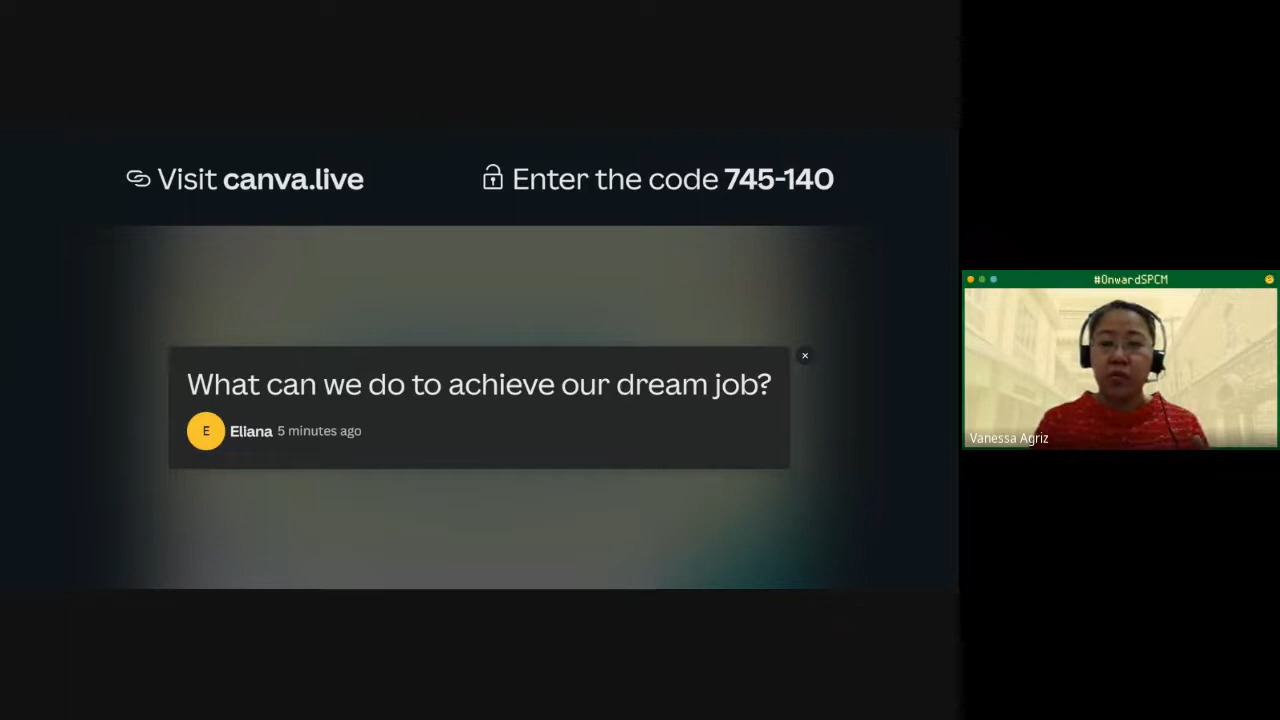 Visit canva.live
Enter the code 745-140
What can we do to achieve our dream job?
E
Eliana 5 minutes ago
#OnwardSPCM
Vanessa Agriz